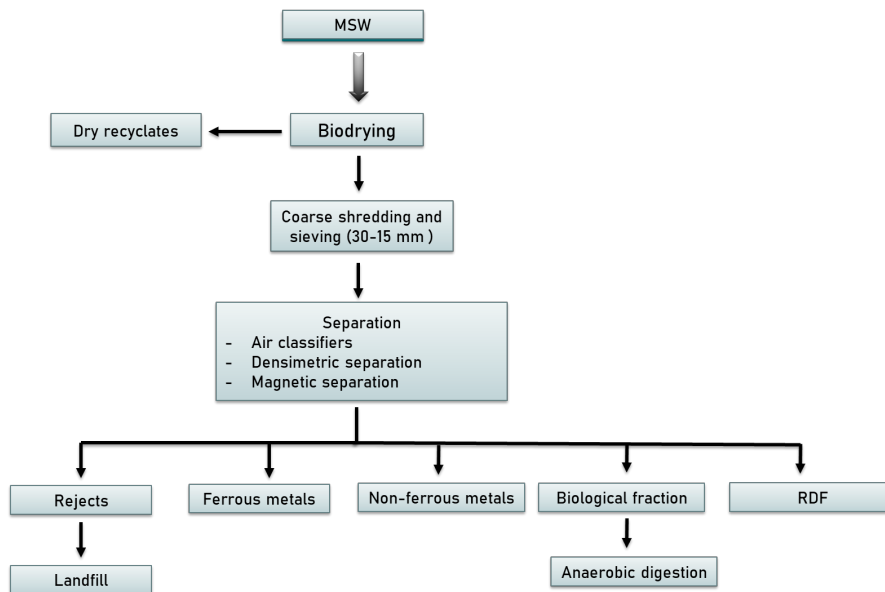 MSW
Dry recyclates
Biodrying
Coarse shredding and
sieving (30-15 mm )
Separation
- Air classifiers
- Densimetric separation
- Magnetic separation
Rejects
Ferrous metals
Non-ferrous metals
Biological fraction
RDF
Landfill
Anaerobic digestion